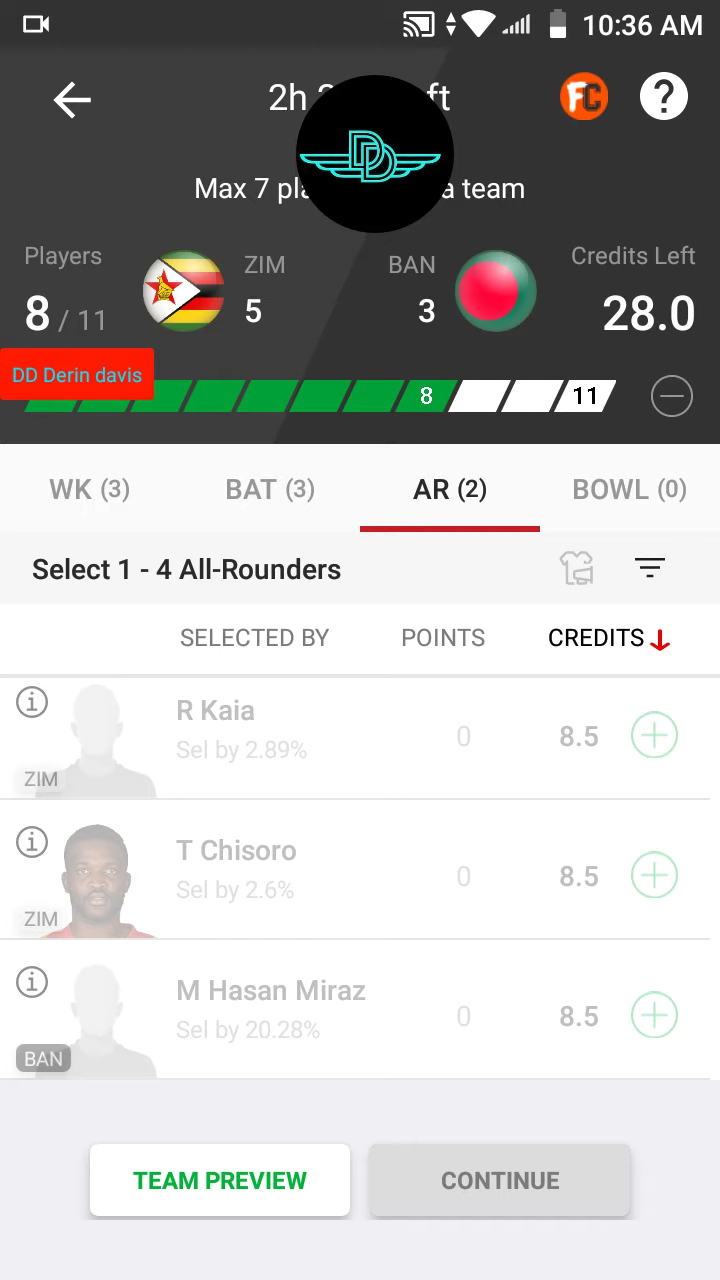 10:36 AM
2h
ft
FC
?
Max 7 pla
a team
Players
ZIM
BAN
Credits Left
8 / 11
5
3
28.0
DD
DD Derin davis
8
11
WK (3)
BAT (3)
AR (2)
BOWL (0)
Select 1 - 4 All-Rounders
SELECTED BY
POINTS
CREDITS
R Kaia
Sel by 2.89%
0
8.5
ZIM
T Chisoro
Sel by 2.6%
0
8.5
ZIM
M Hasan Miraz
Sel by 20.28%
0
8.5
BAN
TEAM PREVIEW
CONTINUE